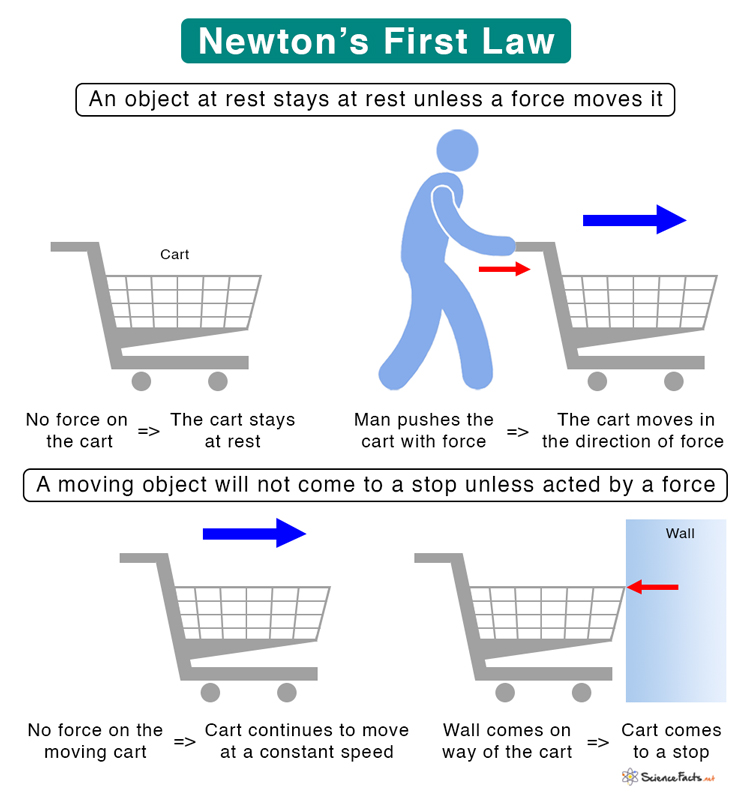 Newton's First Law
An object at rest stays at rest unless a force moves it
Cart
No force on
the cart
=>
The cart stays
at rest
Man pushes the
cart with force
=>
The cart moves in
the direction of force
A moving object will not come to a stop unless acted by a force
Wall
No force on the
moving cart
=>
Cart continues to move
at a constant speed
Wall comes on
way of the cart
=>
Cart comes
to a stop
ScienceFacts.net